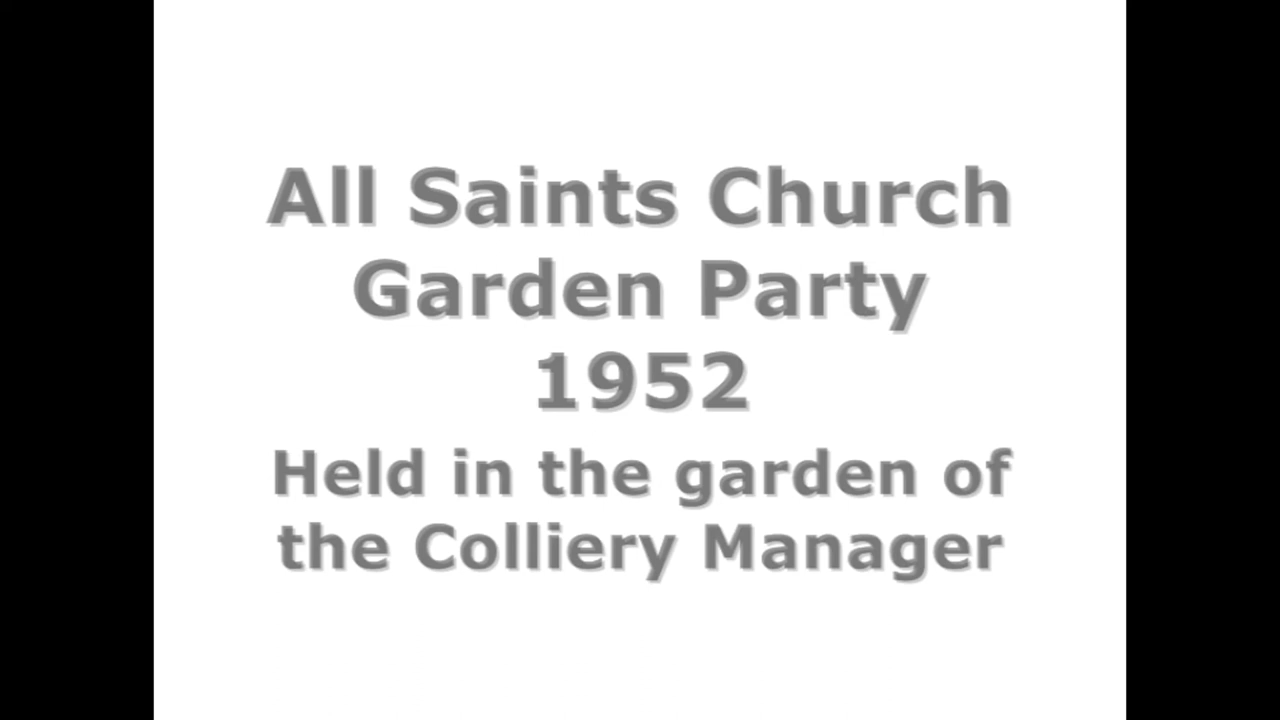 All Saints Church
Garden Party
1952
Held in the garden of
the Colliery Manager